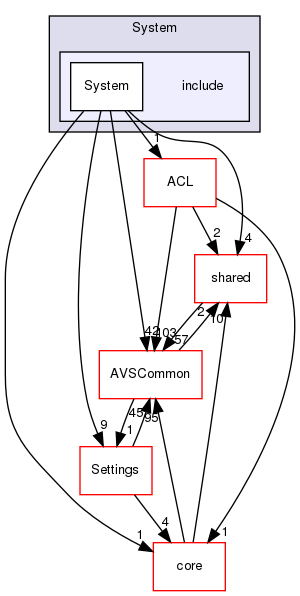 System
System
include
1
ACL
2
4
shared
42
103
2
57
10
AVSCommon
9
45
1
95
Settings
4
1
1
core